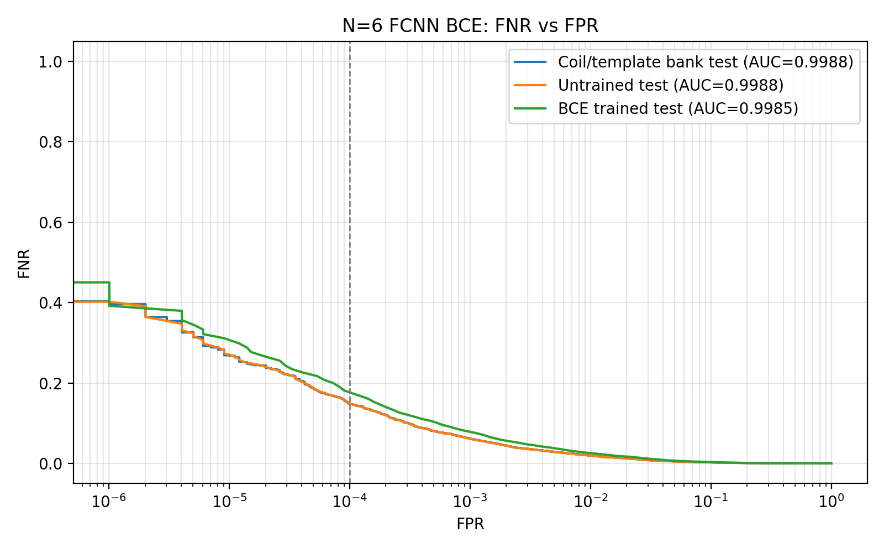 N=6 FCNN BCE: FNR vs FPR
Coil/template bank test (AUC=0.9988)
Untrained test (AUC=0.9988)
BCE trained test (AUC=0.9985)
FNR
1.0
0.8
0.6
0.4
0.2
0.0
10⁻⁶ 10⁻⁵ 10⁻⁴ 10⁻³ 10⁻² 10⁻¹ 10⁰
FPR